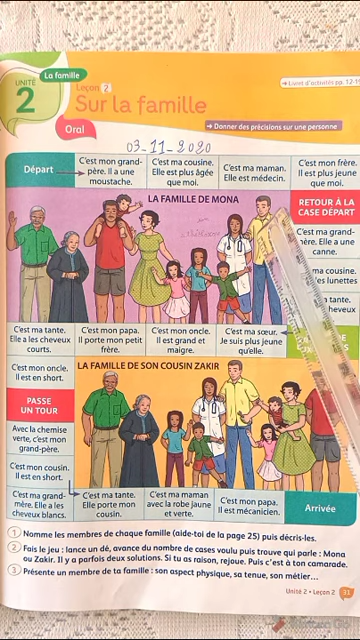 La famille
UNITÉ
2
Leçon 2
Sur la famille
Oral
→ Livret d'activités pp. 12-
➔ Donner des précisions sur une personne
03-11-2020
Départ
C'est mon grand-
père. Il a une
moustache.
C'est ma cousine.
Elle est plus âgée
que moi.
C'est ma maman.
Elle est médecin.
C'est mon frère.
Il est plus jeune
que moi.
LA FAMILLE DE MONA
RETOUR À LA
CASE DÉPART
C'est ma grand-
mère. Elle a une
canne.
ma cousine.
lunettes
tante.
cheveux
C'est ma tante.
Elle a les cheveux
courts.
C'est mon papa.
Il porte mon petit
frère.
C'est mon oncle.
Il est grand et
maigre.
C'est ma sœur.
Je suis plus jeune
qu'elle.
C'est mon oncle.
Il est en short.
LA FAMILLE DE SON COUSIN ZAKIR
PASSE
UN TOUR
Avec la chemise
verte, c'est mon
grand-père.
C'est mon cousin.
Il est en short.
C'est ma grand-
mère. Elle a les
cheveux blancs.
C'est ma tante.
Elle porte mon
cousin.
C'est ma maman
avec la robe jaune
et verte.
C'est mon papa.
Il est mécanicien.
Arrivée
1 Nomme les membres de chaque famille (aide-toi de la page 25) puis décris-les.
2 Fais le jeu : lance un dé, avance du nombre de cases voulu puis trouve qui parle : Mona
ou Zakir. Il y a parfois deux solutions. Si tu as raison, rejoue. Puis c'est à ton camarade.
3 Présente un membre de ta famille : son aspect physique, sa tenue, son métier...
Unité 2 • Leçon 2
31